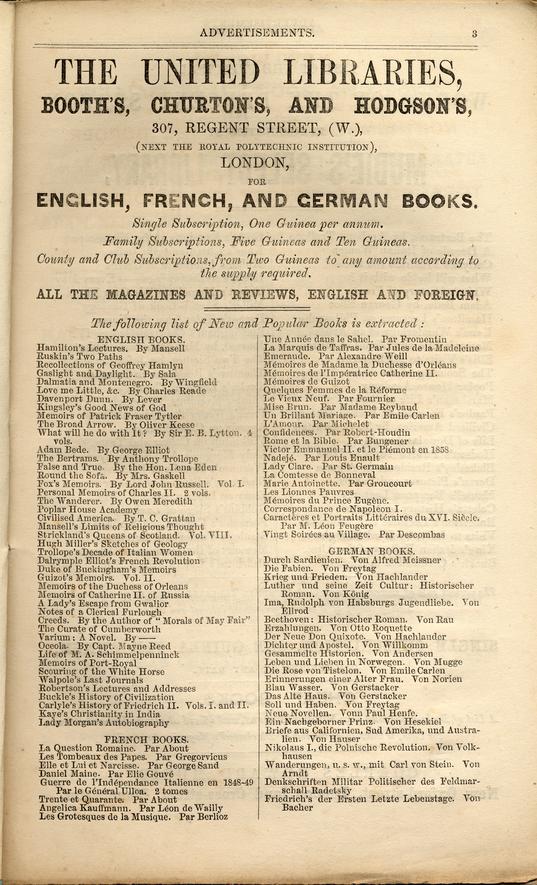 ADVERTISEMENTS. 3
THE UNITED LIBRARIES,
BOOTH'S, CHURTON'S, AND HODGSON'S,
307, REGENT STREET, (W.),
(NEXT THE ROYAL POLYTECHNIC INSTITUTION),
LONDON,
FOR
ENGLISH, FRENCH, AND GERMAN BOOKS.
Single Subscription, One Guinea per annum.
Family Subscriptions, Five Guineas and Ten Guineas.
County and Club Subscriptions, from Two Guineas to any amount according to
the supply required.
ALL THE MAGAZINES AND REVIEWS, ENGLISH AND FOREIGN.
The following list of New and Popular Books is extracted :
ENGLISH BOOKS.
Hamilton's Lectures. By Mansell
Ruskin's Two Paths
Recollections of Geoffrey Hamlyn
Gaslight and Daylight. By Sala
Dalmatia and Montenegro. By Wingfield
Love me Little, &c. By Charles Reade
Davenport Dunn. By Lever
Kingsley's Good News of God
Memoirs of Patrick Fraser Tytler
The Broad Arrow. By Oliver Keese
What will he do with It? By Sir E. B. Lytton. 4
vols.
Adam Bede. By George Elliot
The Bertrams. By Anthony Trollope
False and True. By the Hon. Lena Eden
Round the Sofa. By Mrs. Gaskell
Fox's Memoirs. By Lord John Russell. Vol. I.
Personal Memoirs of Charles II. 2 vols.
The Wanderer. By Owen Meredith
Poplar House Academy
Civilised America. By T. C. Grattan
Mansell's Limits of Religious Thought
Strickland's Queens of Scotland. Vol. VIII.
Hugh Miller's Sketches of Geology
Trollope's Decade of Italian Women
Dalrymple Elliot's French Revolution
Duke of Buckingham's Memoirs
Guizot's Memoirs. Vol. II.
Memoirs of the Duchess of Orleans
Memoirs of Catherine II. of Russia
A Lady's Escape from Gwalior
Notes of a Clerical Furlough
Creeds. By the Author of " Morals of May Fair"
The Curate of Cumberworth
Varium: A Novel. By ——
Oceola. By Capt. Mayne Reed
Life of M. A. Schimmelpenninck
Memoirs of Port-Royal
Scouring of the White Horse
Walpole's Last Journals
Robertson's Lectures and Addresses
Buckle's History of Civilization
Carlyle's History of Friedrich II. Vols. I. and II.
Kaye's Christianity in India
Lady Morgan's Autobiography
FRENCH BOOKS.
La Question Romaine. Par About
Les Tombeaux des Papes. Par Gregorvicus
Elle et Lui et Narcisse. Par George Sand
Daniel Maine. Par Elie Gouvé
Guerre de l'Indépendance Italienne en 1848-49
Par le Général Ulloa. 2 tomes
Trente et Quarante. Par About
Angelica Kauffmann. Par Léon de Wailly
Les Grotesques de la Musique. Par Berlioz
Une Année dans le Sahel. Par Fromentin
La Marquis de Taffras. Par Jules de la Madeleine
Emeraude. Par Alexandre Weill
Mémoires de Madame la Duchesse d'Orléans
Mémoires de l'Impératrice Catherine II.
Mémoires de Guizot
Quelques Femmes de la Réforme
Le Vieux Neuf. Par Fournier
Mise Brun. Par Madame Reybaud
Un Brillant Mariage. Par Emile Carlen
L'Amour. Par Michelet
Confidences. Par Robert-Houdin
Rome et la Bible. Par Bungener
Victor Emmanuel II. et le Piémont en 1858
Nadejé. Par Louis Enault
Lady Clare. Par St. Germain
La Comtesse de Bonneval
Marie Antoinette. Par Groucourt
Les Lionnes Pauvres
Mémoires du Prince Eugène.
Correspondance de Napoleon I.
Caractères et Portraits Littéraires du XVI. Siècle.
Par M. Léon Feugère
Vingt Soirées au Village. Par Descombas
GERMAN BOOKS.
Durch Sardienien. Von Alfred Meissner
Die Fabien. Von Freytag
Krieg und Frieden. Von Hachlander
Luther und seine Zeit Cultur: Historischer
Roman. Von König
Ima, Rudolph von Habsburgs Jugendliebe. Von
Ellrod
Beethoven: Historischer Roman. Von Rau
Erzahlungen. Von Otto Roquette
Der Neue Don Quixote. Von Hachlander
Dichter und Apostel. Von Willkomm
Gesammelte Historien. Von Andersen
Leben und Lieben in Norwegen. Von Mugge
Die Rose von Tistelon. Von Emile Carlen
Erinnerungen einer Alter Frau. Von Norien
Blau Wasser. Von Gerstacker
Das Alte Haus. Von Gerstacker
Soll und Haben. Von Freytag
Neue Novellen. Vonn Paul Henfe.
Ein Nachgeborner Prinz. Von Hesekiel
Briefe aus Californien, Sud Amerika, und Austra-
lien. Von Hauser
Nikolaus I., die Polnische Revolution. Von Volk-
hausen
Wanderungen, u. s. w., mit Carl von Stein. Von
Arndt
Denkschriften Militar Politischer des Feldmar-
schall Radetsky
Friedrich's der Ersten Letzte Lebenstage. Von
Bacher